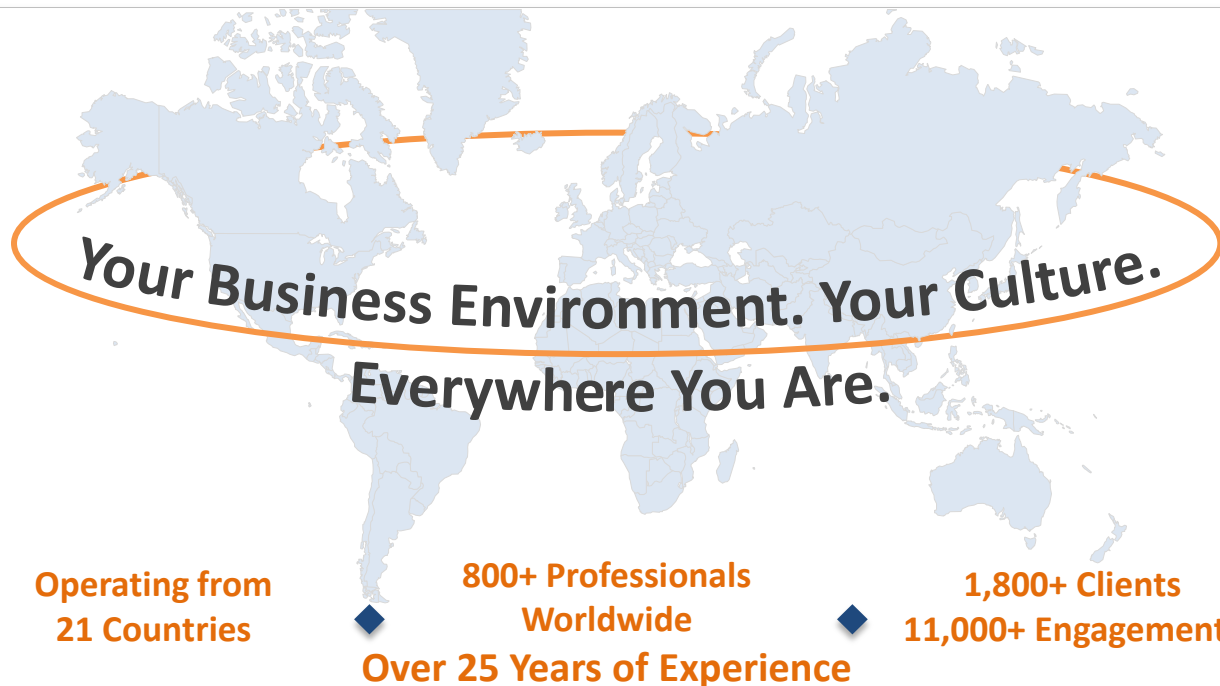 Your Business Environment. Your Culture.
Everywhere You Are.
Operating from
21 Countries
800+ Professionals
Worldwide
1,800+ Clients
11,000+ Engagement
Over 25 Years of Experience